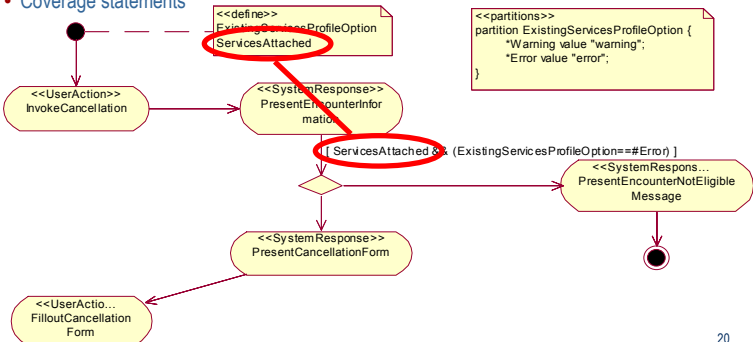 • Coverage statements
<<define>>
ExistingServicesProfileOption
ServicesAttached
<<partitions>>
partition ExistingServicesProfileOption {
*Warning value "warning";
*Error value "error";
}
<<UserAction>>
InvokeCancellation
<<SystemResponse>>
PresentEncounterInfor
mation
[ ServicesAttached && (ExistingServicesProfileOption==#Error) ]
<<SystemRespons...
PresentEncounterNotEligible
Message
<<SystemResponse>>
PresentCancellationForm
<<UserActio...
FilloutCancellation
Form
20